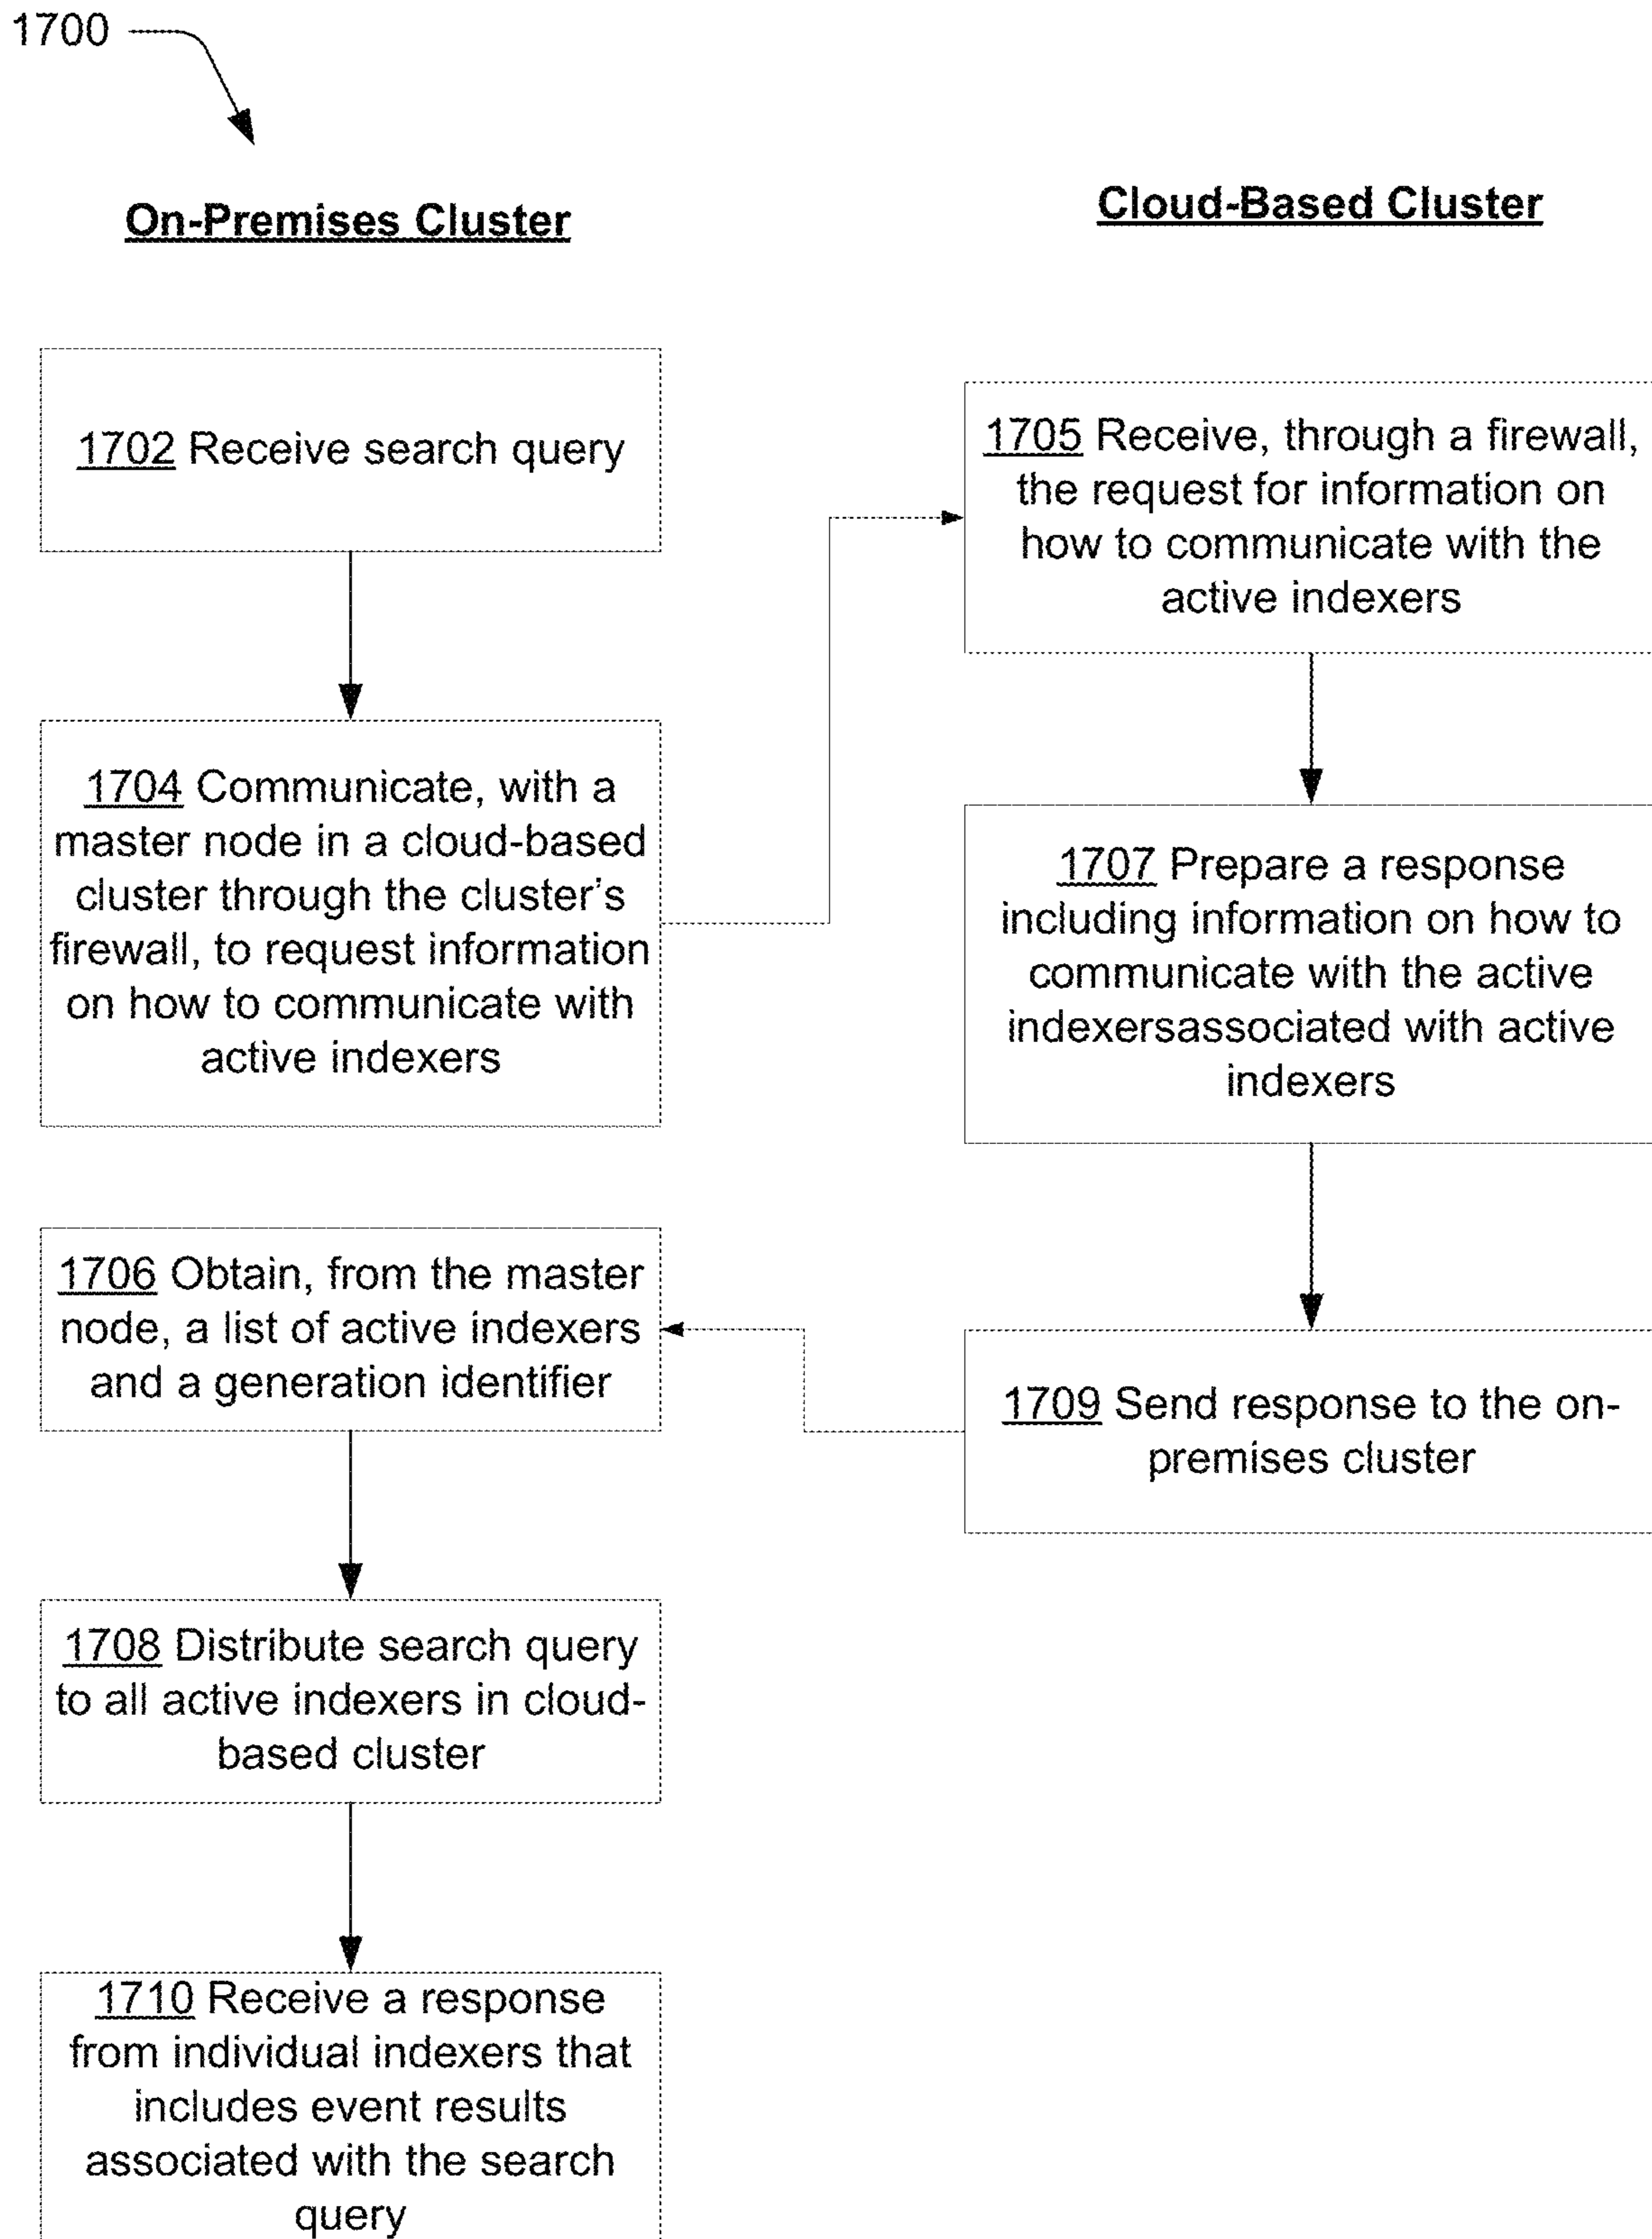 1700
On-Premises Cluster
Cloud-Based Cluster
1702 Receive search query
1704 Communicate, with a
master node in a cloud-based
cluster through the cluster's
firewall, to request information
on how to communicate with
active indexers
1705 Receive, through a firewall,
the request for information on
how to communicate with the
active indexers
1707 Prepare a response
including information on how to
communicate with the active
indexersassociated with active
indexers
1709 Send response to the on-
premises cluster
1706 Obtain, from the master
node, a list of active indexers
and a generation identifier
1708 Distribute search query
to all active indexers in cloud-
based cluster
1710 Receive a response
from individual indexers that
includes event results
associated with the search
query